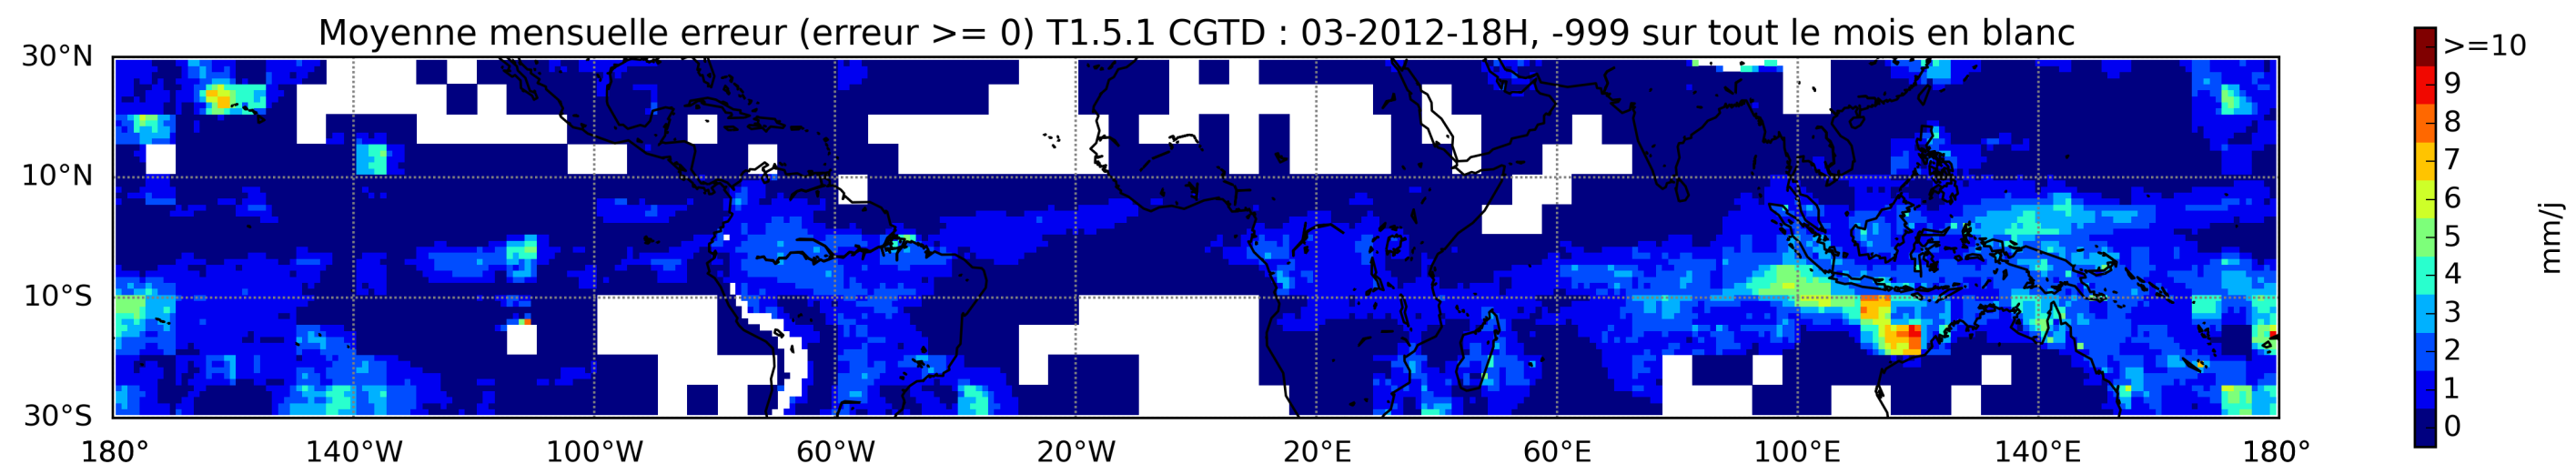 Moyenne mensuelle erreur (erreur >= 0) T1.5.1 CGTD : 03-2012-18H, -999 sur tout le mois en blanc
30°N
10°N
10°S
30°S
180° 140°W 100°W 60°W 20°W 20°E 60°E 100°E 140°E 180°
>=10
9
8
7
6
5
4
3
2
1
0
mm/j